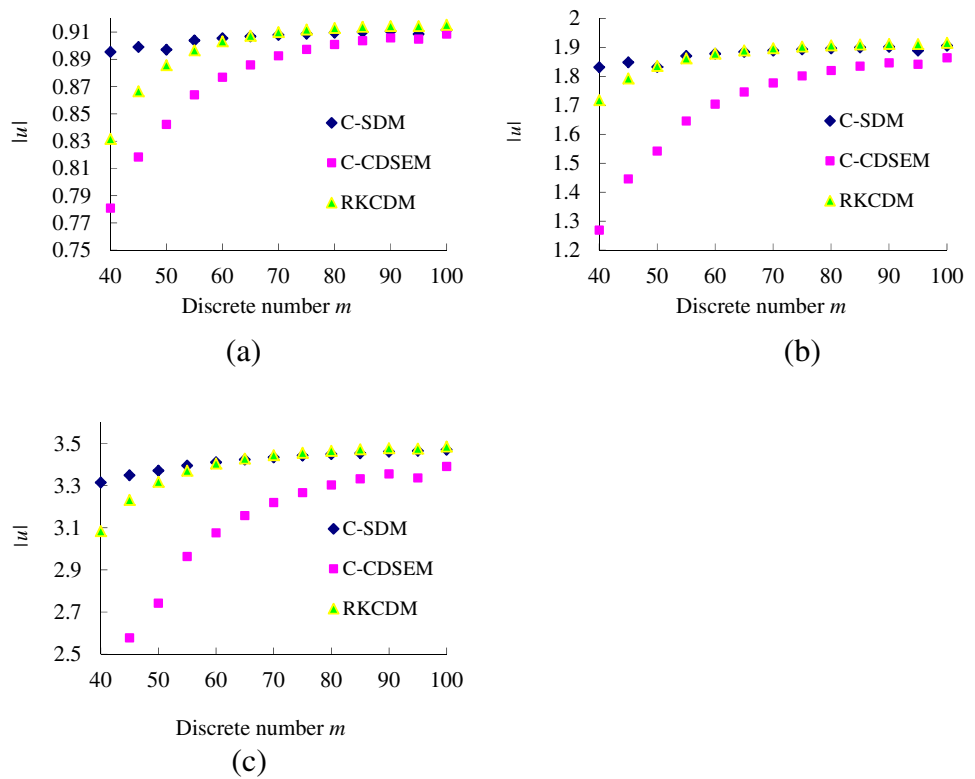 |u|
0.91
0.89
0.87
0.85
0.83
0.81
0.79
0.77
0.75
C-SDM
C-CDSEM
RKCDM
40 50 60 70 80 90 100
Discrete number m
(a)
|u|
2
1.9
1.8
1.7
1.6
1.5
1.4
1.3
1.2
C-SDM
C-CDSEM
RKCDM
40 50 60 70 80 90 100
Discrete number m
(b)
|u|
3.5
3.3
3.1
2.9
2.7
2.5
C-SDM
C-CDSEM
RKCDM
40 50 60 70 80 90 100
Discrete number m
(c)